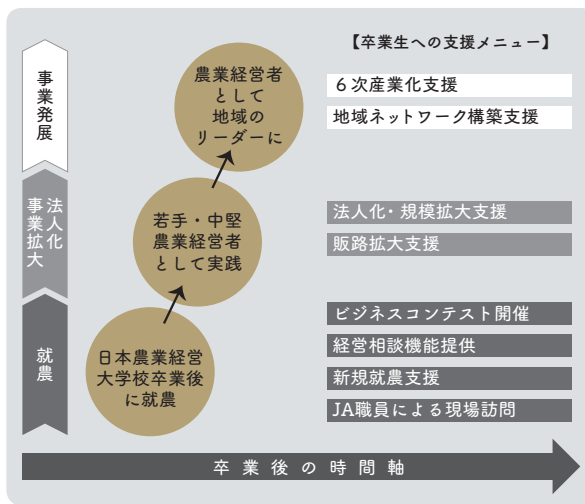 【卒業生への支援メニュー】
事業発展
農業経営者
として
地域の
リーダーに
6次産業化支援
地域ネットワーク構築支援
法人化
事業拡大
若手・中堅
農業経営者
として実践
法人化・規模拡大支援
販路拡大支援
就農
日本農業経営
大学校卒業後
に就農
ビジネスコンテスト開催
経営相談機能提供
新規就農支援
JA職員による現場訪問
卒業後の時間軸